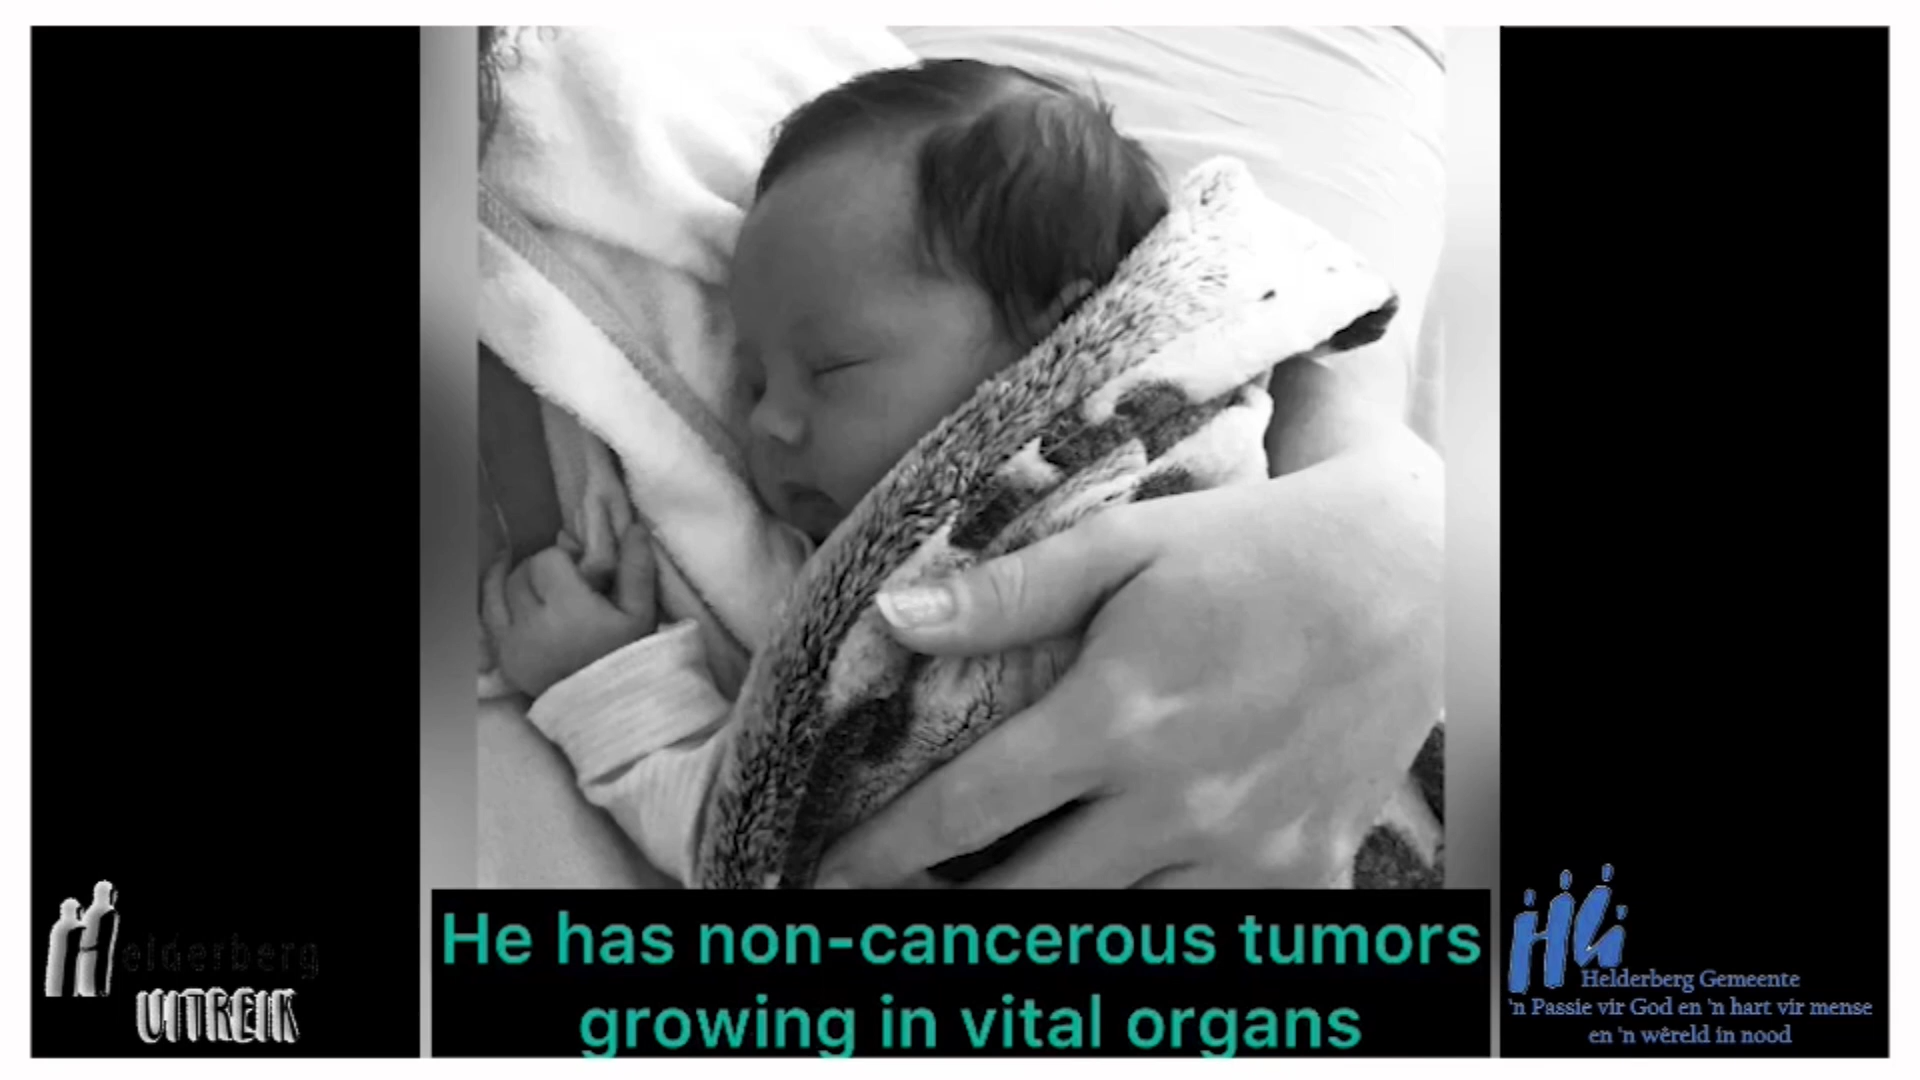 He has non-cancerous tumors
growing in vital organs
Helderberg
UITREIK
Helderberg Gemeente
'n Passie vir God en 'n hart vir mense
en 'n wêreld in nood